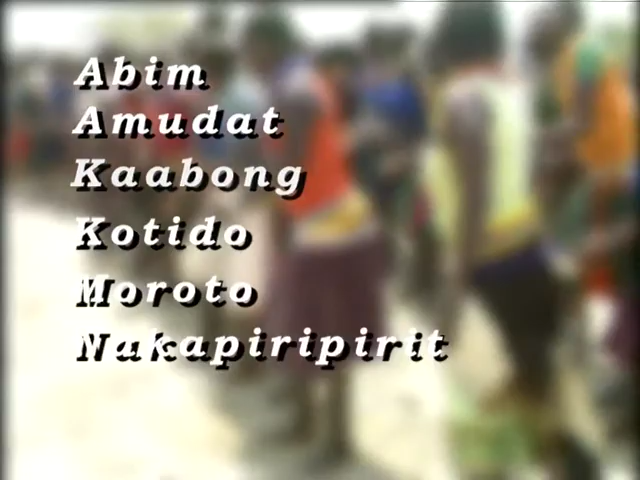 Abim
Amudat
Kaabong
Kotido
Moroto
Nakapiripirit